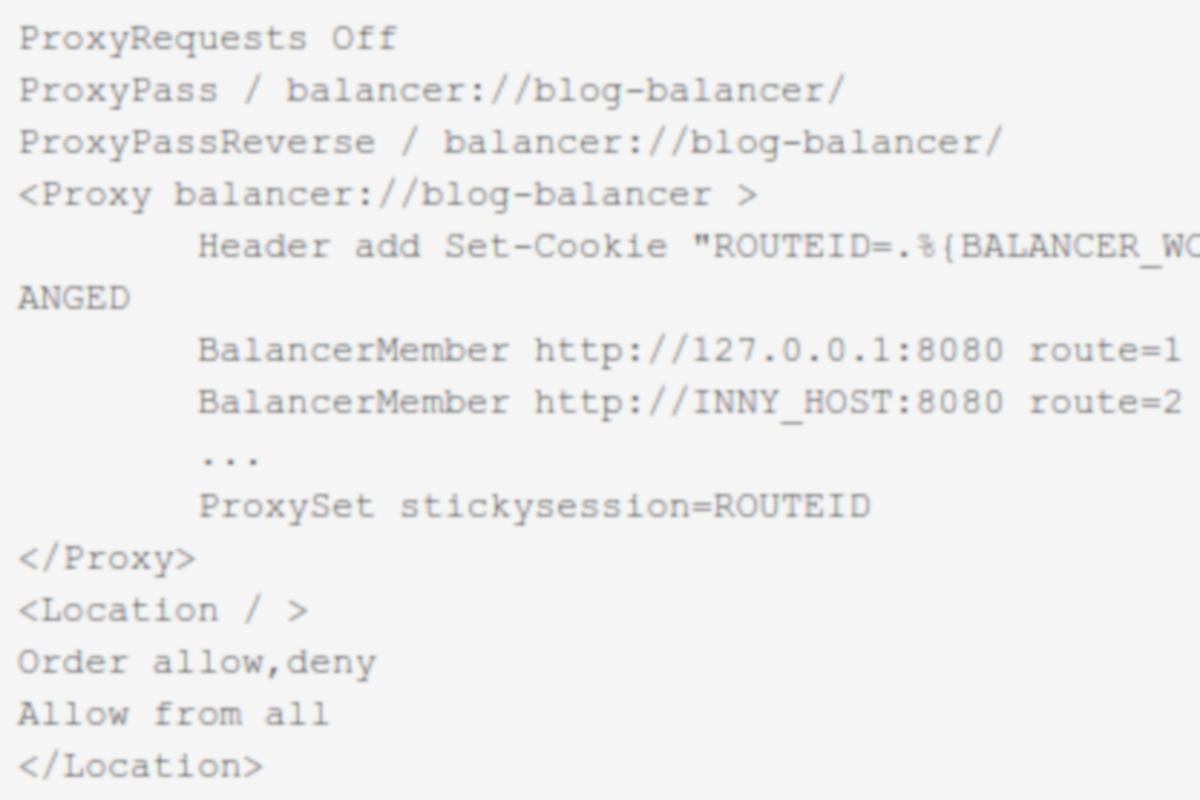 ProxyRequests Off
ProxyPass / balancer://blog-balancer/
ProxyPassReverse / balancer://blog-balancer/
<Proxy balancer://blog-balancer >
        Header add Set-Cookie "ROUTEID=.%{BALANCER_WO
ANGED
        BalancerMember http://127.0.0.1:8080 route=1
        BalancerMember http://INNY_HOST:8080 route=2
        ...
        ProxySet stickysession=ROUTEID
</Proxy>
<Location / >
Order allow,deny
Allow from all
</Location>